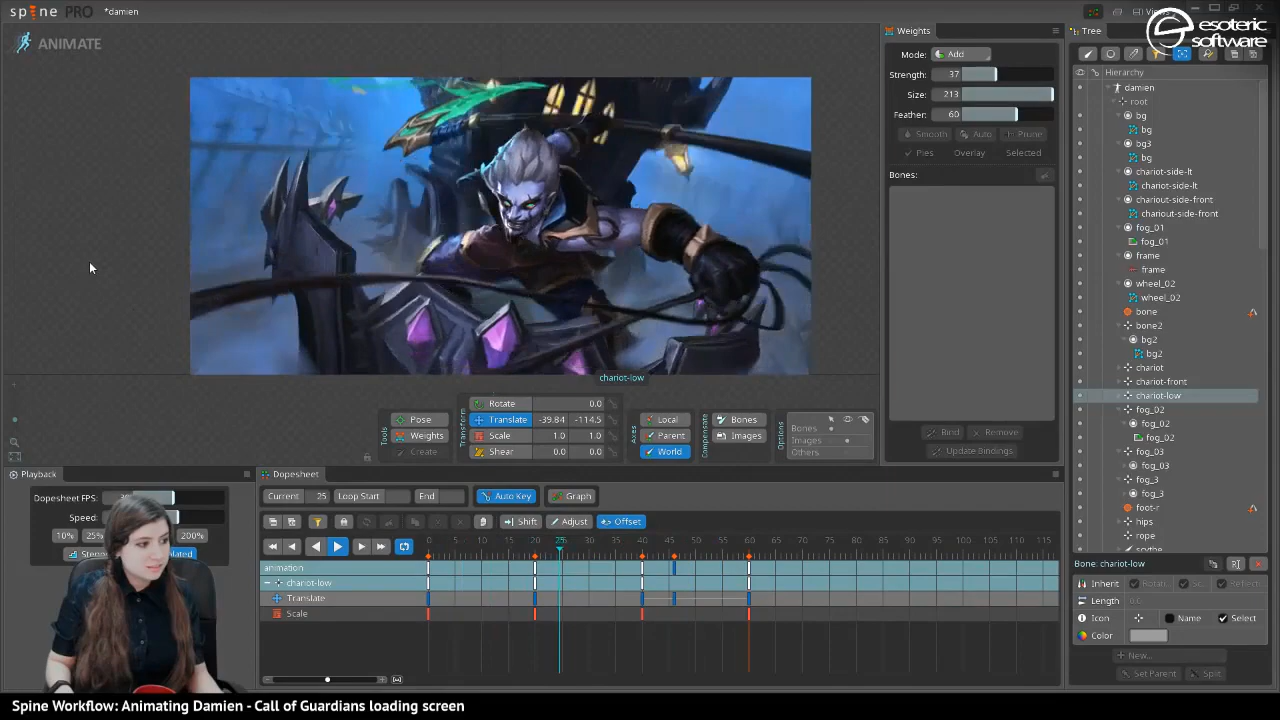 spine PRO
*damien
Views
ANIMATE
esoteric
software
Weights
Mode:
Add
Strength:
37
Size:
213
Feather:
60
Smooth
Auto
Prune
Pies
Overlay
Selected
Bones:
Bind
Remove
Update Bindings
Tree
Hierarchy
damien
root
bg
bg
bg3
bg
chariot-side-lt
chariot-side-lt
chariout-side-front
chariout-side-front
fog_01
fog_01
frame
frame
wheel_02
wheel_02
bone
bone2
bg2
bg2
chariot
chariot-front
chariot-low
fog_02
fog_02
fog_02
fog_03
fog_03
fog_3
fog_3
foot-r
hips
rope
scythe
Bone: chariot-low
Inherit
Length
0.0
Icon
Name
Select
Color
New...
Set Parent
Split
chariot-low
Tools
Pose
Weights
Create
Transform
Rotate
0.0
Translate
-39.84
-114.5
Scale
1.0
1.0
Shear
0.0
0.0
Axes
Local
Parent
World
Compensate
Bones
Images
Options
Bones
Images
Others
Playback
Dopesheet FPS:
Speed:
10%
25%
200%
Dopesheet
Current
25
Loop Start
End
Auto Key
Graph
Shift
Adjust
Offset
0 5 10 15 20 25 30 35 40 45 50 55 60 65 70 75 80 85 90 95 100 105 110 115
animation
chariot-low
Translate
Scale
Spine Workflow: Animating Damien - Call of Guardians loading screen